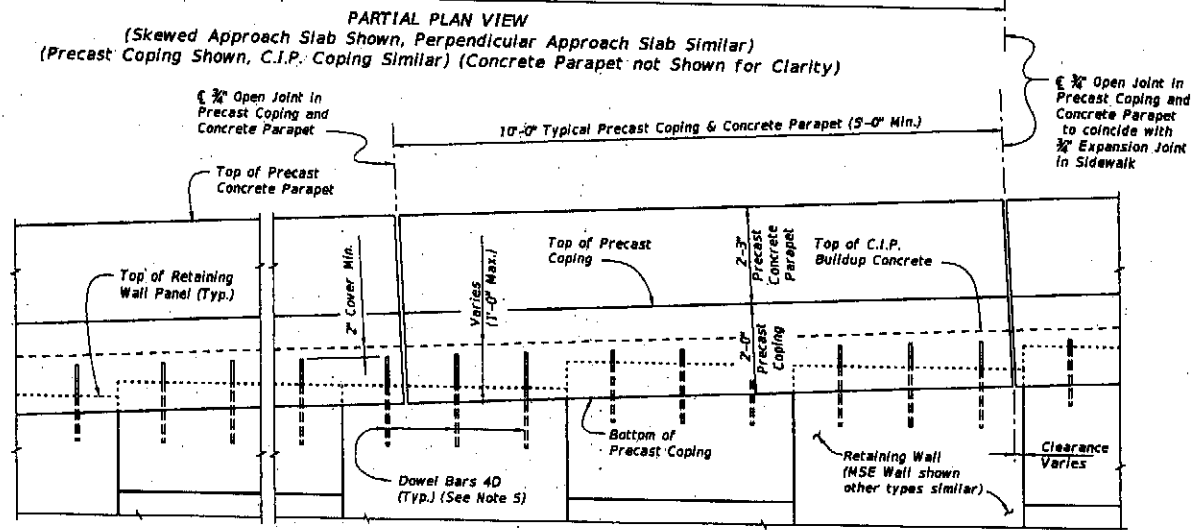 PARTIAL PLAN VIEW
(Skewed Approach Slab Shown, Perpendicular Approach Slab Similar)
(Precast Coping Shown, C.I.P. Coping Similar) (Concrete Parapet not Shown for Clarity)
℄ ¾" Open Joint in
Precast Coping and
Concrete Parapet
10'-0" Typical Precast Coping & Concrete Parapet (5'-0" Min.)
℄ ¾" Open Joint in
Precast Coping and
Concrete Parapet
to coincide with
¾" Expansion Joint
in Sidewalk
Top of Precast
Concrete Parapet
Top of Retaining
Wall Panel (Typ.)
2" Cover Min.
Varies
(1'-0" Max.)
Top of Precast
Coping
2'-3"
Precast
Concrete
Parapet
Top of C.I.P.
Buildup Concrete
2'-0"
Precast
Coping
Bottom of
Precast Coping
Dowel Bars 4D
(Typ.) (See Note 5)
Retaining Wall
(MSE Wall shown
other types similar)
Clearance
Varies